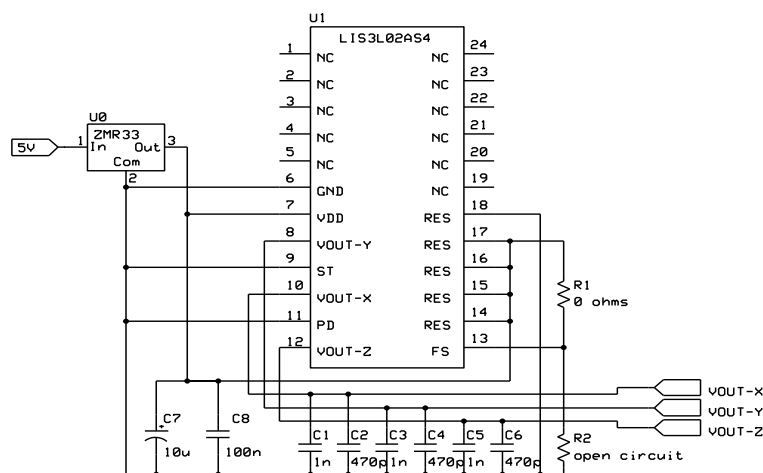 U1
LIS3L02AS4
1 NC NC 24
2 NC NC 23
3 NC NC 22
4 NC NC 21
5 NC NC 20
6 GND NC 19
7 VDD RES 18
8 VOUT-Y RES 17
9 ST RES 16
10 VOUT-X RES 15
11 PD RES 14
12 VOUT-Z FS 13
U0
ZMR33
5V 1 In Out 3
Com
2
R1
0 ohms
VOUT-X
VOUT-Y
VOUT-Z
C7 C8 C1 C2 C3 C4 C5 C6 R2
+
10u 100n 1n 470p 1n 470p 1n 470p open circuit